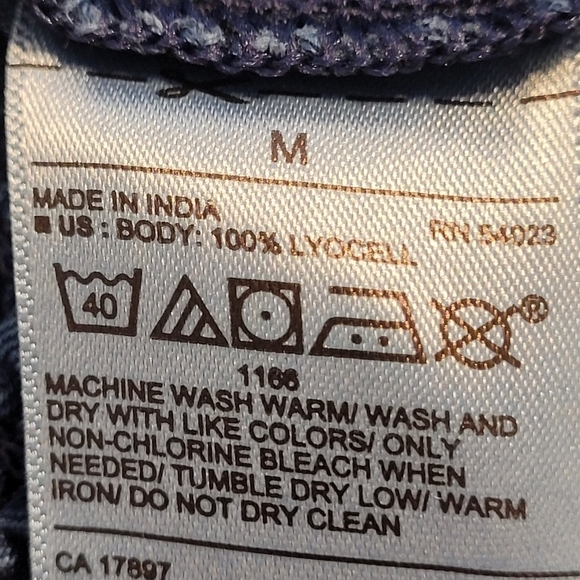 M
MADE IN INDIA
■ US : BODY: 100% LYOCELL RN 54023
40
®
1166
MACHINE WASH WARM/ WASH AND
DRY WITH LIKE COLORS/ ONLY
NON-CHLORINE BLEACH WHEN
NEEDED/ TUMBLE DRY LOW/ WARM
IRON/ DO NOT DRY CLEAN
CA 17897